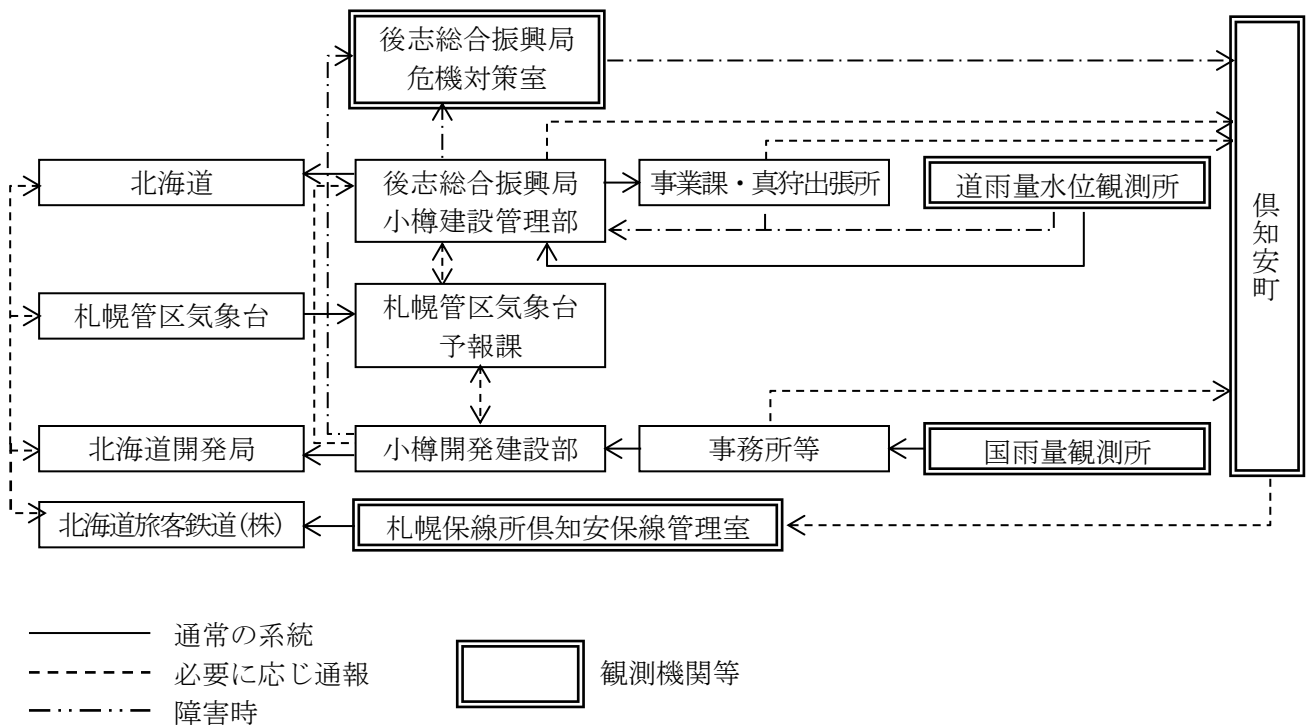 後志総合振興局
危機対策室
北海道
後志総合振興局
小樽建設管理部
事業課・真狩出張所
道雨量水位観測所
倶知安町
札幌管区気象台
札幌管区気象台
予報課
北海道開発局
小樽開発建設部
事務所等
国雨量観測所
北海道旅客鉄道(株)
札幌保線所倶知安保線管理室
通常の系統
必要に応じ通報
障害時
観測機関等